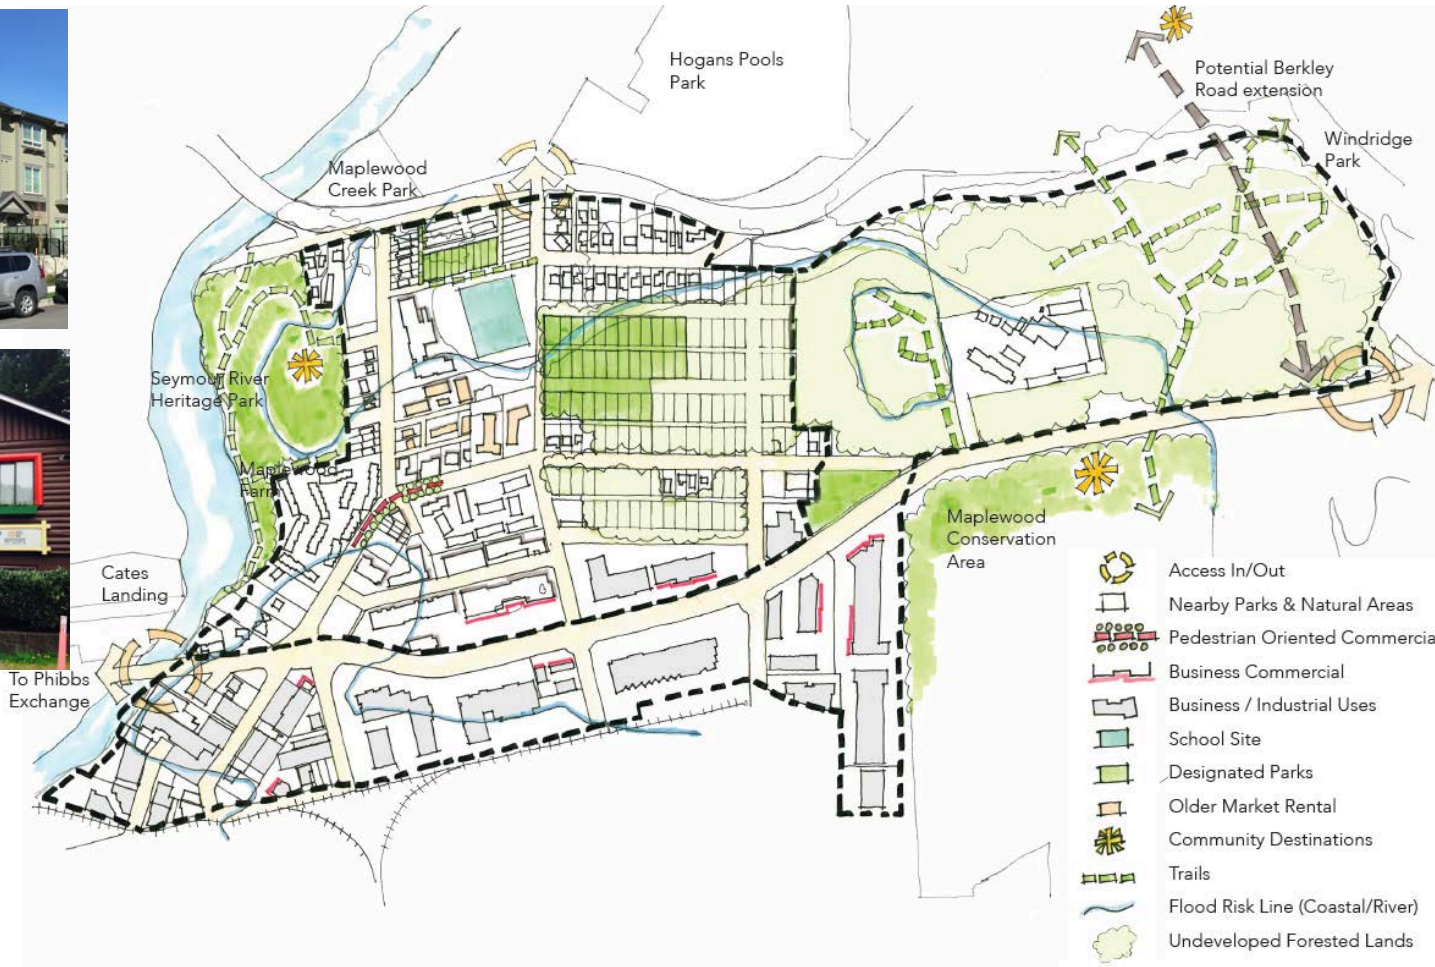 Hogans Pools
Park
Potential Berkley
Road extension
Windridge
Park
Maplewood
Creek Park
Seymour River
Heritage Park
Maplewood
Farm
Maplewood
Conservation
Area
Cates
Landing
To Phibbs
Exchange
Access In/Out
Nearby Parks & Natural Areas
Pedestrian Oriented Commercia
Business Commercial
Business / Industrial Uses
School Site
Designated Parks
Older Market Rental
Community Destinations
Trails
Flood Risk Line (Coastal/River)
Undeveloped Forested Lands